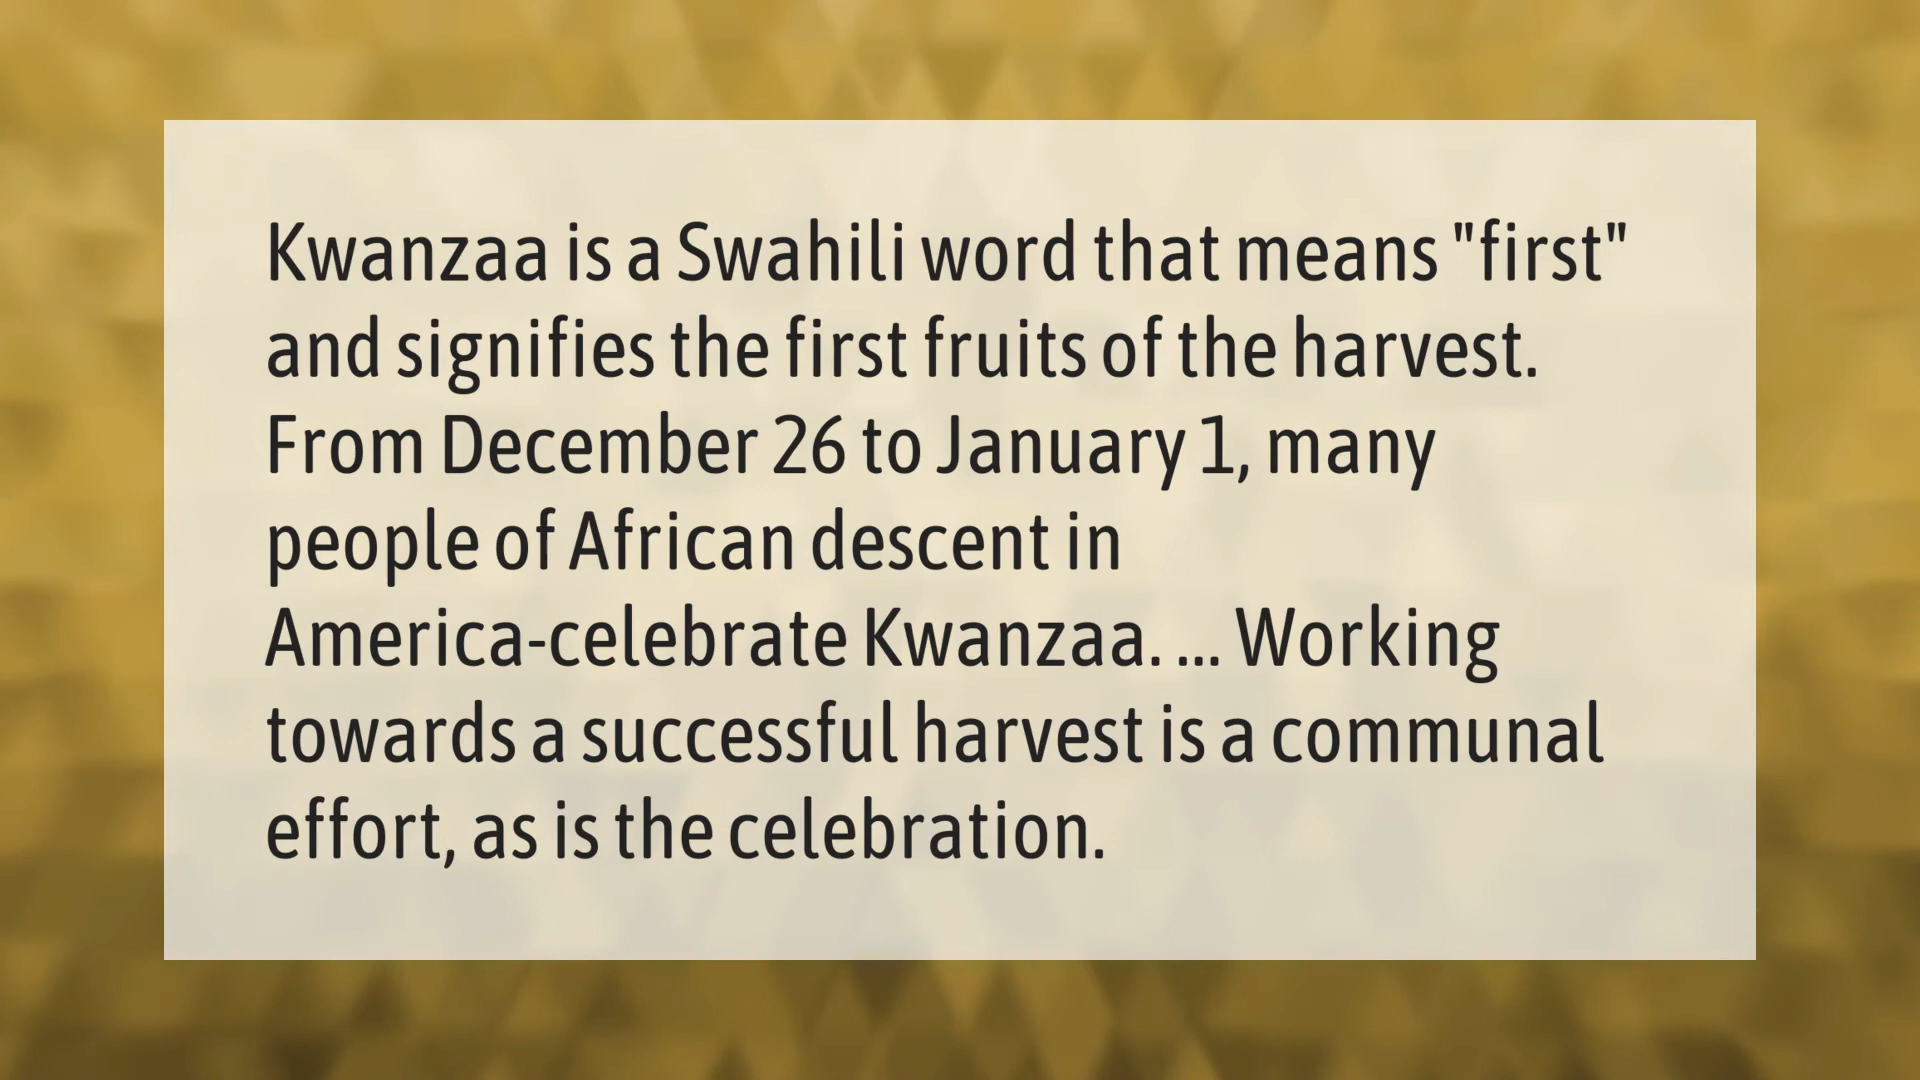 Kwanzaa is a Swahili word that means "first"
and signifies the first fruits of the harvest.
From December 26 to January 1, many
people of African descent in
America-celebrate Kwanzaa. ... Working
towards a successful harvest is a communal
effort, as is the celebration.